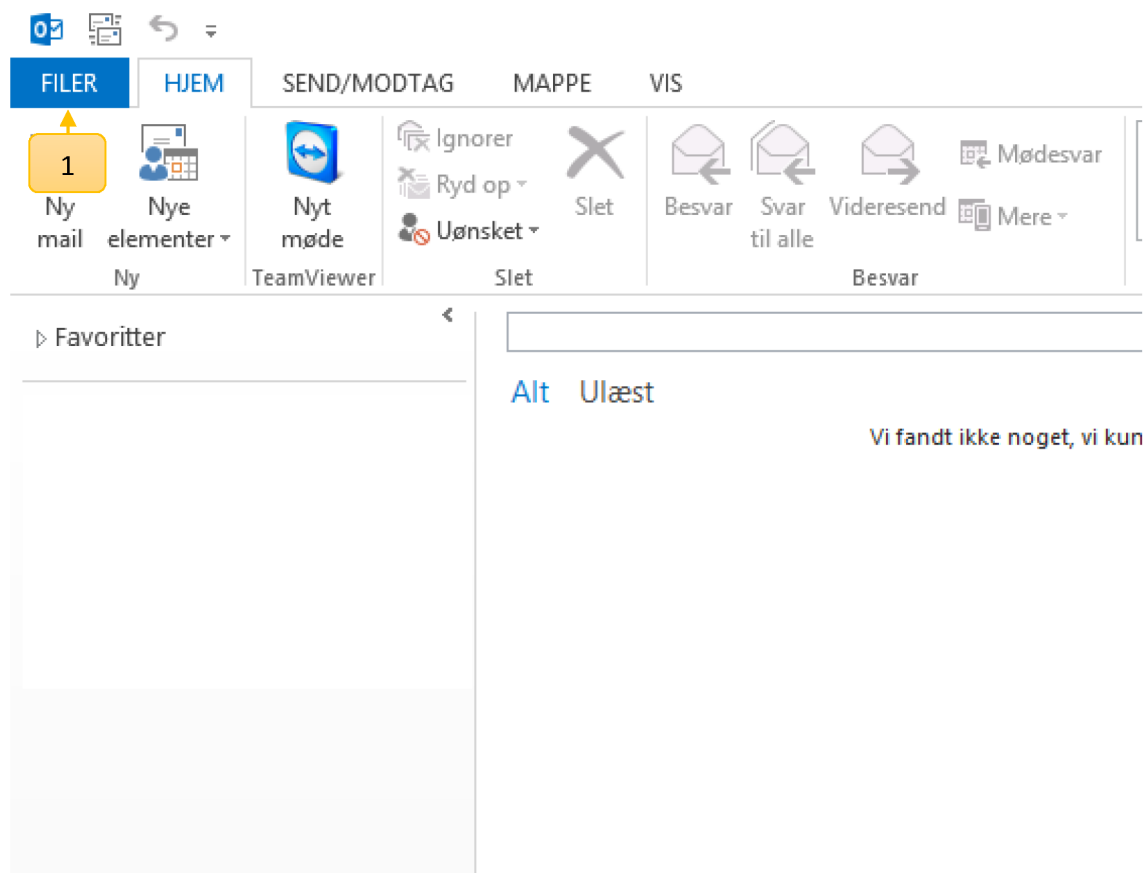 FILER HJEM SEND/MODTAG MAPPE VIS
1
Ny mail
Nye elementer
Ny
Nyt møde
TeamViewer
Ignorer
Ryd op
Uønsket
Slet
Slet
Besvar
Svar til alle
Videresend
Mødesvar
Mere
Besvar
Favoritter
Alt Ulæst
Vi fandt ikke noget, vi kun